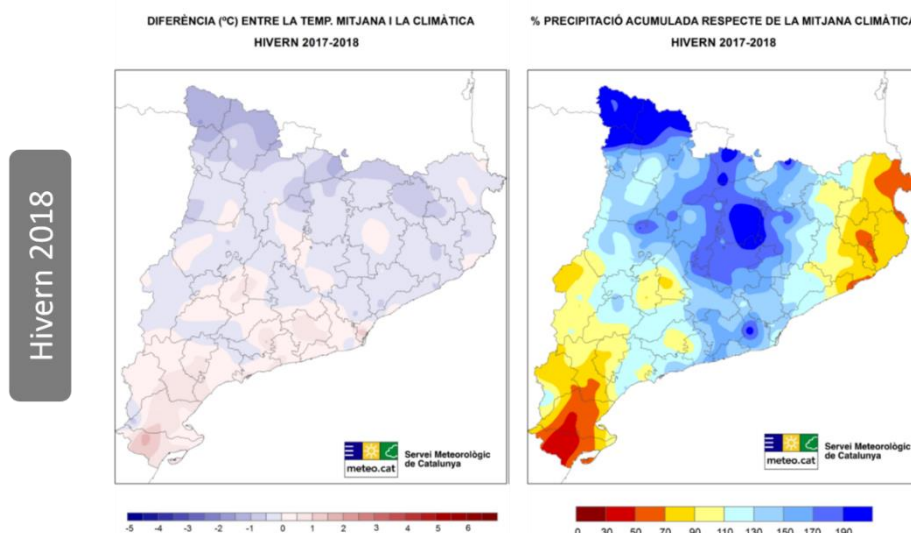 DIFERÈNCIA (ºC) ENTRE LA TEMP. MITJANA I LA CLIMÀTICA
HIVERN 2017-2018
% PRECIPITACIÓ ACUMULADA RESPECTE DE LA MITJANA CLIMÀTICA
HIVERN 2017-2018
Hivern 2018
meteo.cat
Servei Meteorològic
de Catalunya
meteo.cat
Servei Meteorològic
de Catalunya
-5 -4 -3 -2 -1 0 1 2 3 4 5 6
0 30 50 70 90 110 130 150 170 190